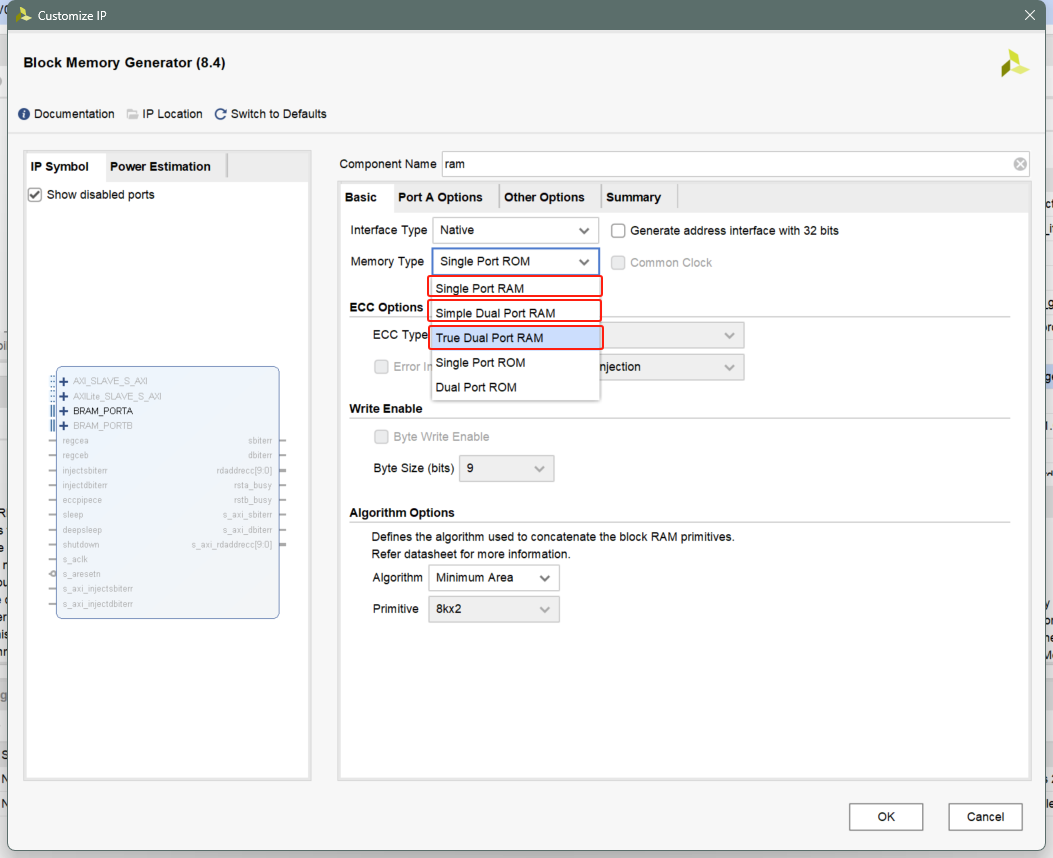 Customize IP
Block Memory Generator (8.4)
Documentation IP Location Switch to Defaults
IP Symbol Power Estimation
Show disabled ports
AXI_SLAVE_S_AXI
AXILite_SLAVE_S_AXI
BRAM_PORTA
BRAM_PORTB
regcea sbiterr
regceb dbiterr
injectsbiterr rdaddrecc[9:0]
injectdbiterr rsta_busy
eccpipece rstb_busy
sleep s_axi_sbiterr
deepsleep s_axi_dbiterr
shutdown s_axi_rdaddrecc[9:0]
s_aclk
s_aresetn
s_axi_injectsbiterr
s_axi_injectdbiterr
Component Name ram
Basic Port A Options Other Options Summary
Interface Type Native Generate address interface with 32 bits
Memory Type Single Port ROM Common Clock
Single Port RAM
ECC Options Simple Dual Port RAM
ECC Type True Dual Port RAM
Error In Single Port ROM njection
Dual Port ROM
Write Enable
Byte Write Enable
Byte Size (bits) 9
Algorithm Options
Defines the algorithm used to concatenate the block RAM primitives.
Refer datasheet for more information.
Algorithm Minimum Area
Primitive 8kx2
OK Cancel